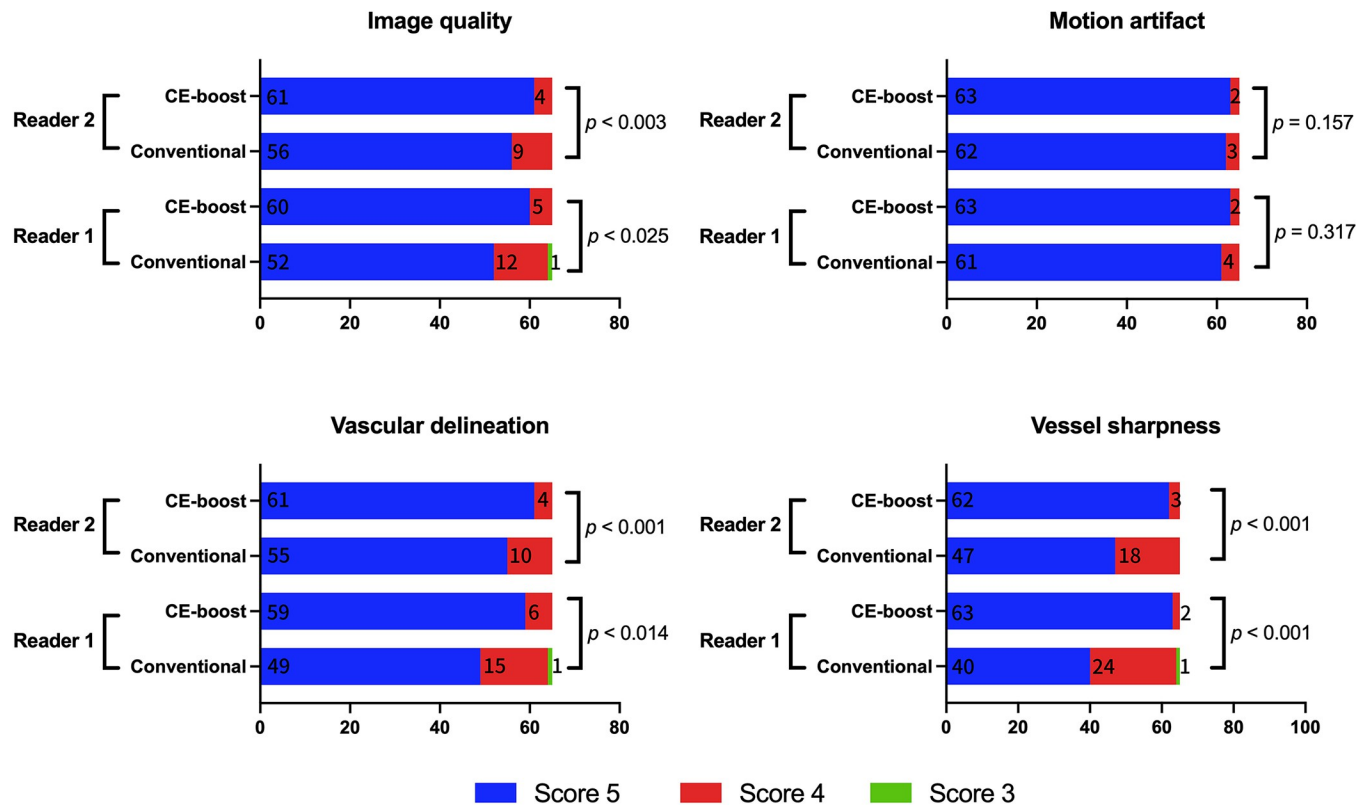 Image quality
Reader 2
CE-boost 61 4
Conventional 56 9
p < 0.003
Reader 1
CE-boost 60 5
Conventional 52 12 1
p < 0.025
0 20 40 60 80
Motion artifact
Reader 2
CE-boost 63 2
Conventional 62 3
p = 0.157
Reader 1
CE-boost 63 2
Conventional 61 4
p = 0.317
0 20 40 60 80
Vascular delineation
Reader 2
CE-boost 61 4
Conventional 55 10
p < 0.001
Reader 1
CE-boost 59 6
Conventional 49 15 1
p < 0.014
0 20 40 60 80
Vessel sharpness
Reader 2
CE-boost 62 3
Conventional 47 18
p < 0.001
Reader 1
CE-boost 63 2
Conventional 40 24 1
p < 0.001
0 20 40 60 80 100
Score 5 Score 4 Score 3